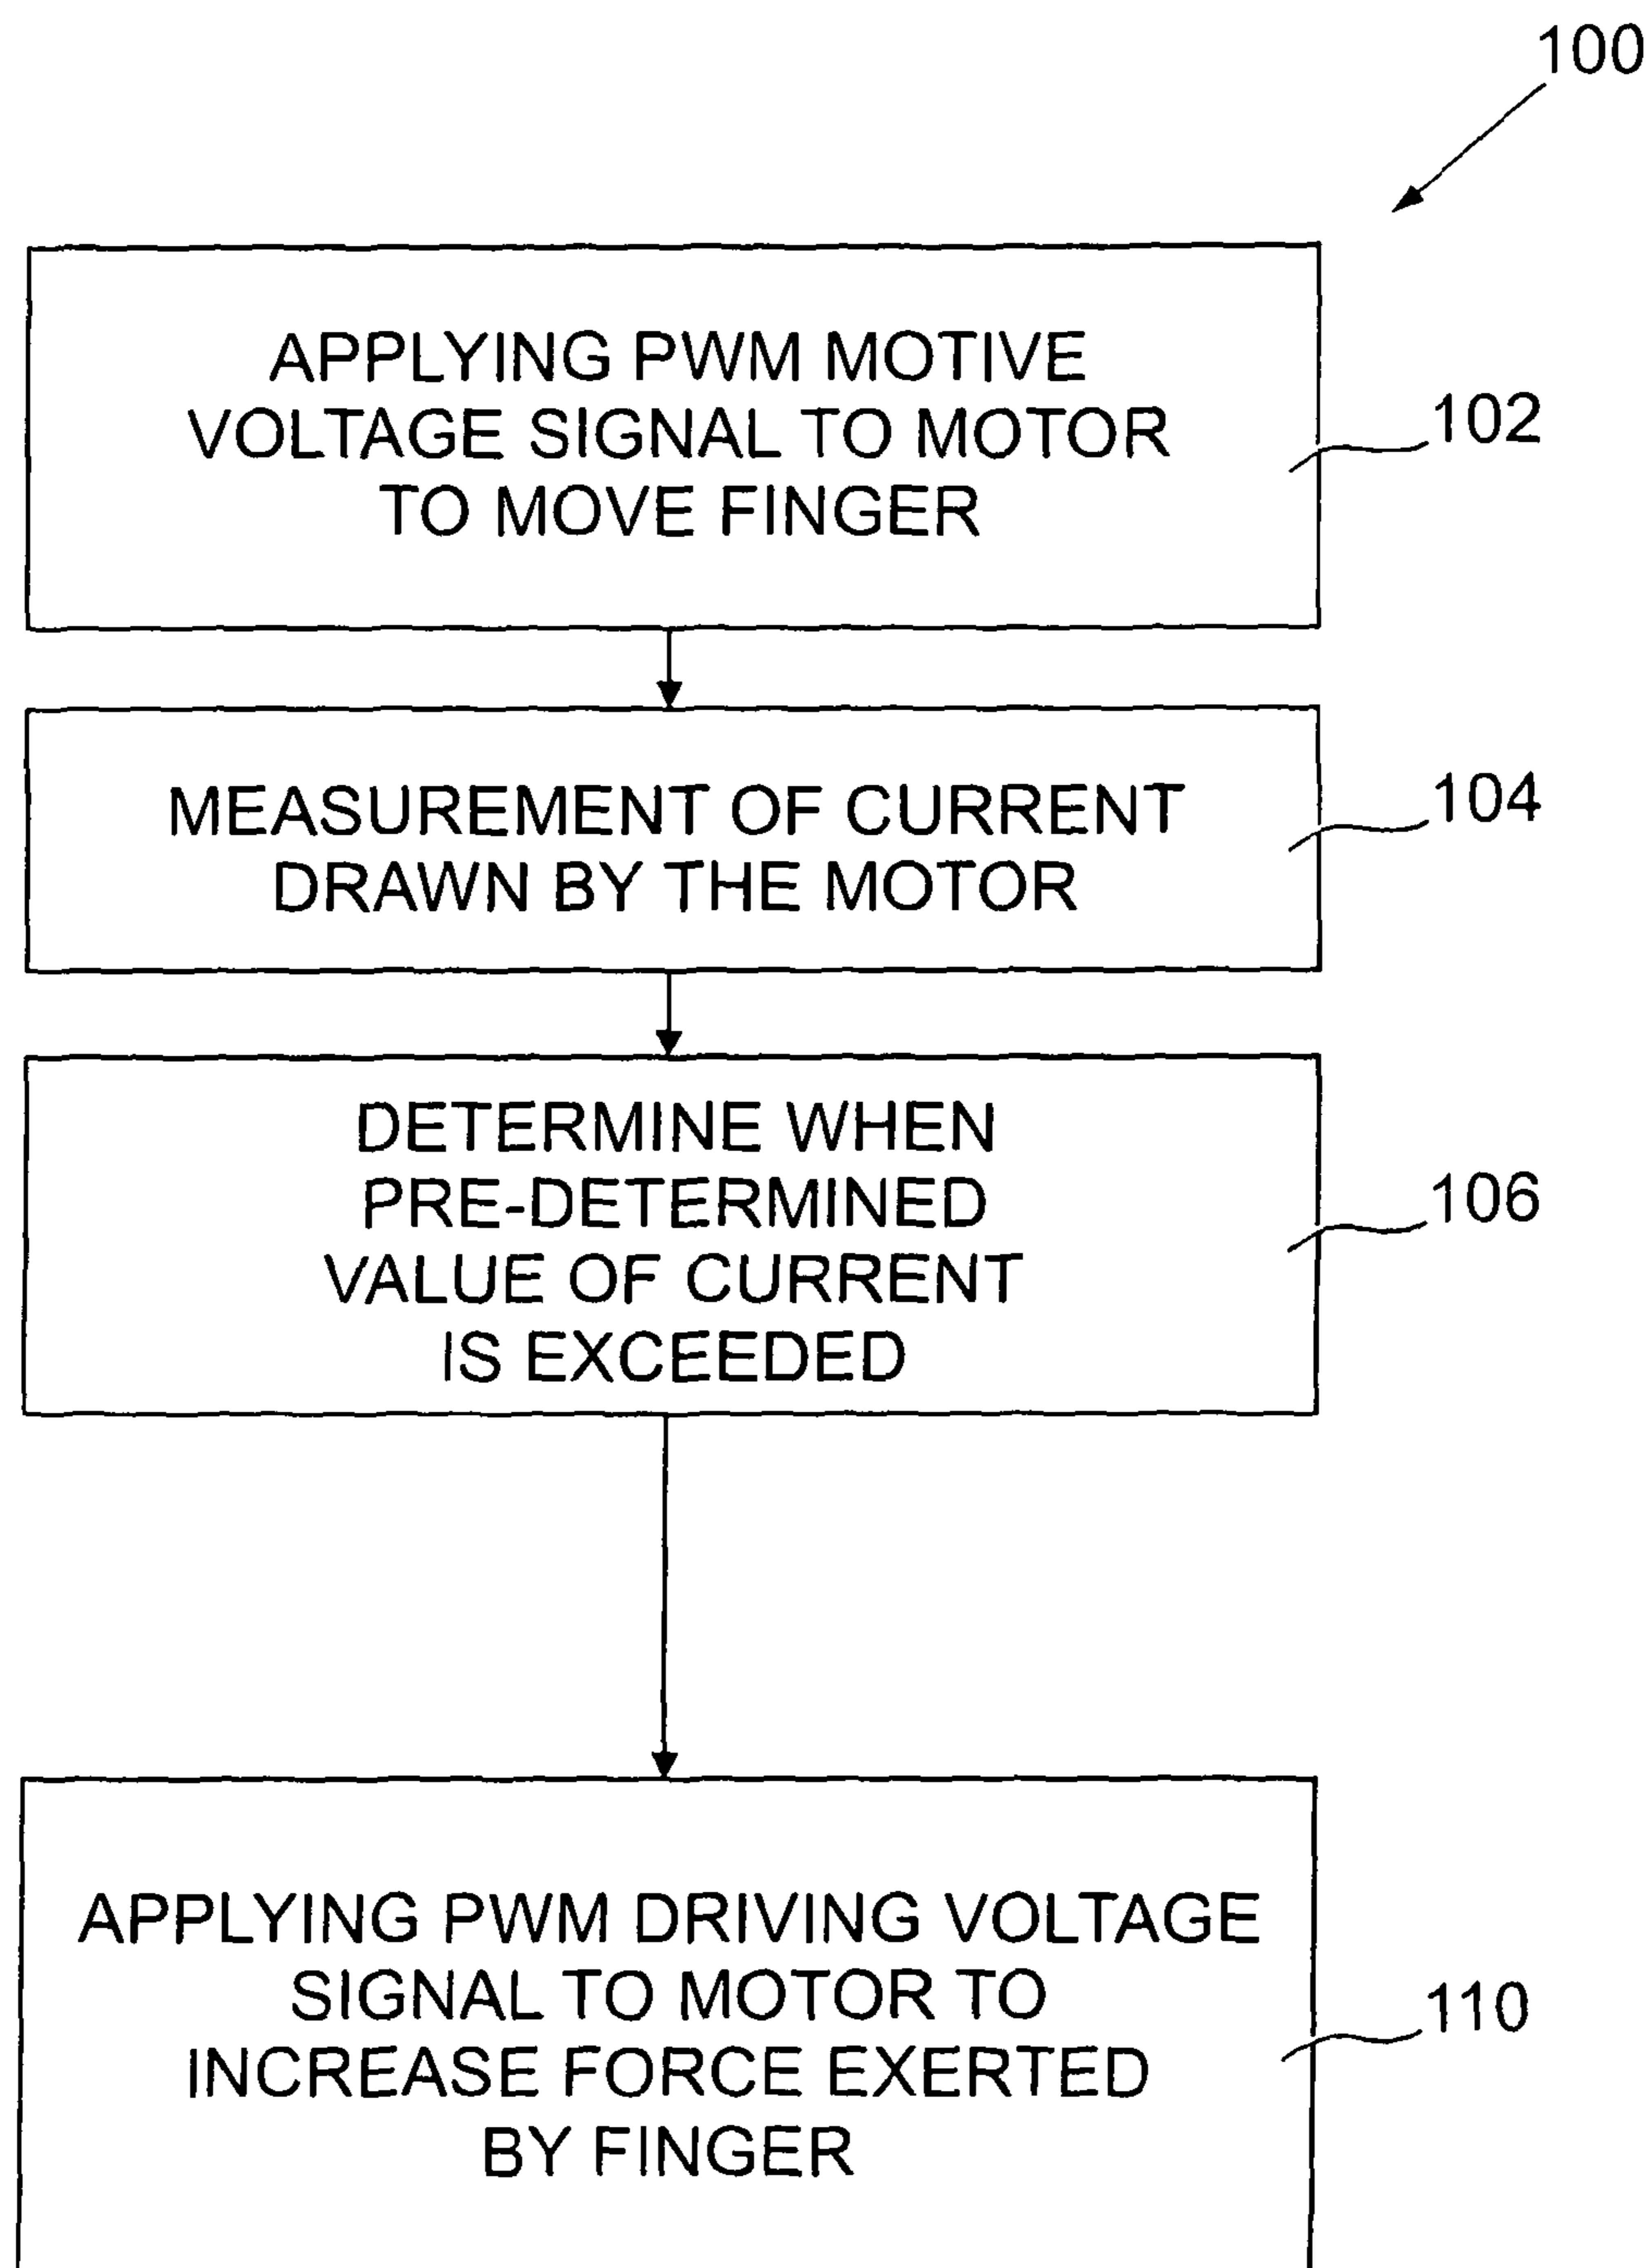 100
APPLYING PWM MOTIVE
VOLTAGE SIGNAL TO MOTOR
TO MOVE FINGER
102
MEASUREMENT OF CURRENT
DRAWN BY THE MOTOR
104
DETERMINE WHEN
PRE-DETERMINED
VALUE OF CURRENT
IS EXCEEDED
106
APPLYING PWM DRIVING VOLTAGE
SIGNAL TO MOTOR TO
INCREASE FORCE EXERTED
BY FINGER
110